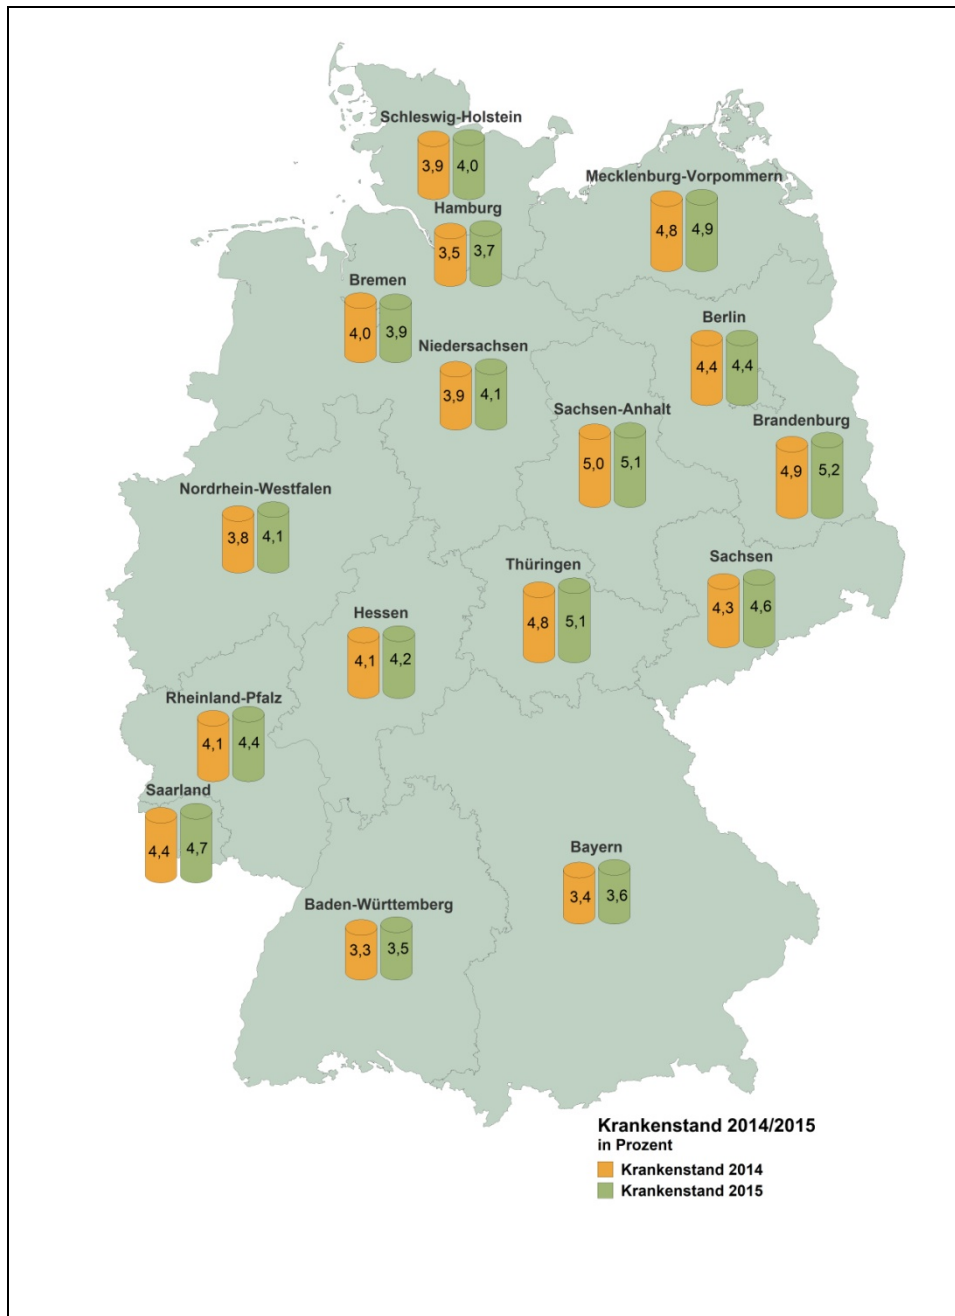 Schleswig-Holstein
3,9 4,0
Mecklenburg-Vorpommern
4,8 4,9
Hamburg
3,5 3,7
Bremen
4,0 3,9
Berlin
4,4 4,4
Niedersachsen
3,9 4,1
Sachsen-Anhalt
5,0 5,1
Brandenburg
4,9 5,2
Nordrhein-Westfalen
3,8 4,1
Thüringen
4,8 5,1
Sachsen
4,3 4,6
Hessen
4,1 4,2
Rheinland-Pfalz
4,1 4,4
Saarland
4,4 4,7
Bayern
3,4 3,6
Baden-Württemberg
3,3 3,5
Krankenstand 2014/2015
in Prozent
Krankenstand 2014
Krankenstand 2015